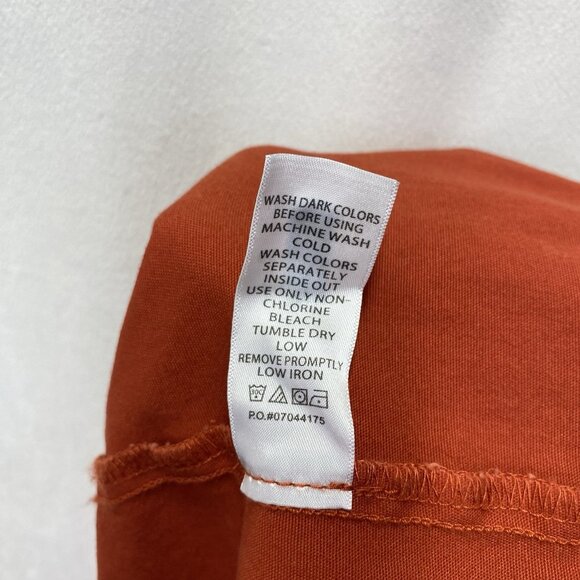 WASH DARK COLORS
BEFORE USING
MACHINE WASH
COLD
WASH COLORS
SEPARATELY
INSIDE OUT
USE ONLY NON-
CHLORINE
BLEACH
TUMBLE DRY
LOW
REMOVE PROMPTLY
LOW IRON
30C
P.O.#07044175